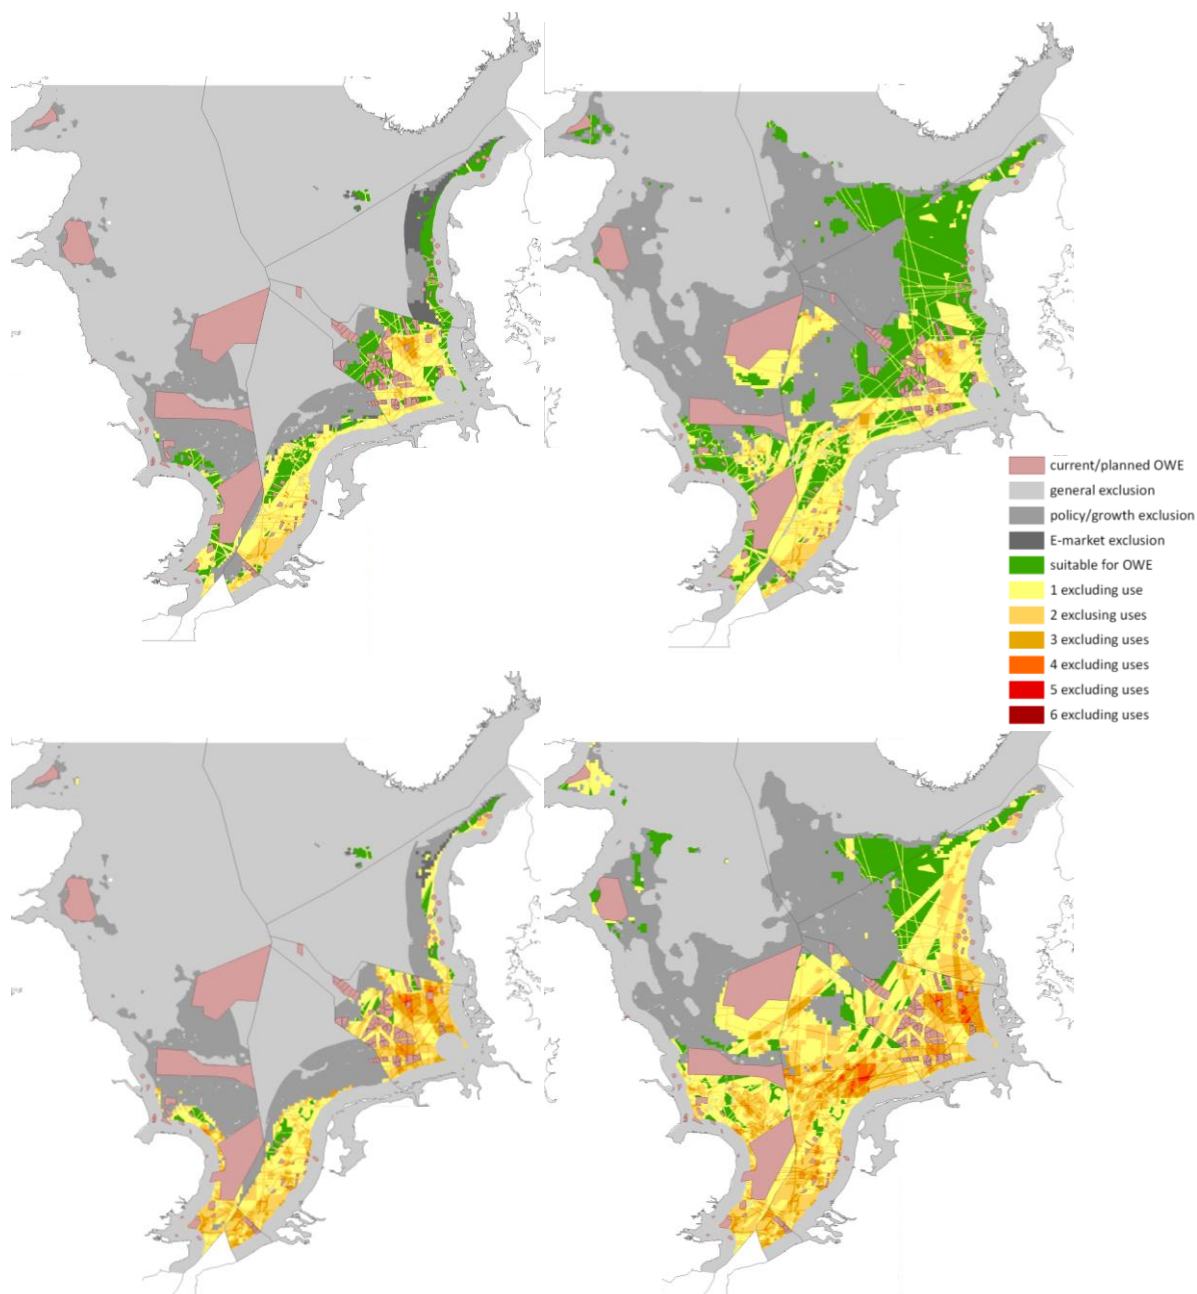 current/planned OWE
general exclusion
policy/growth exclusion
E-market exclusion
suitable for OWE
1 excluding use
2 exclusing uses
3 excluding uses
4 excluding uses
5 excluding uses
6 excluding uses